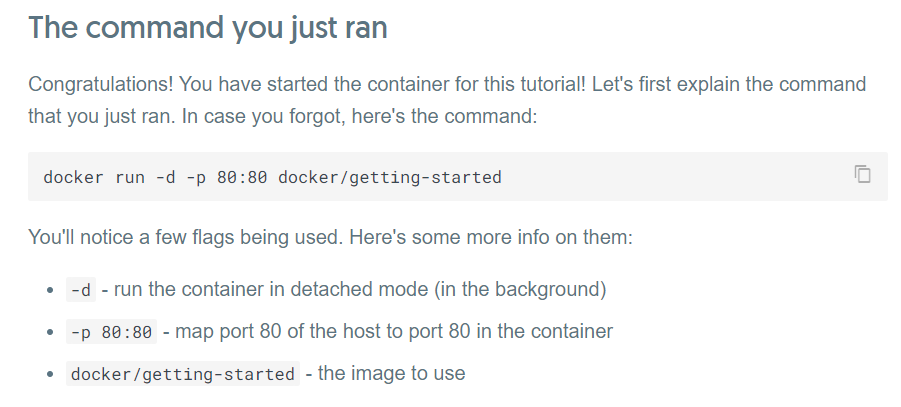 The command you just ran
Congratulations! You have started the container for this tutorial! Let's first explain the command
that you just ran. In case you forgot, here's the command:
docker run -d -p 80:80 docker/getting-started
You'll notice a few flags being used. Here's some more info on them:
• -d - run the container in detached mode (in the background)
• -p 80:80 - map port 80 of the host to port 80 in the container
• docker/getting-started - the image to use